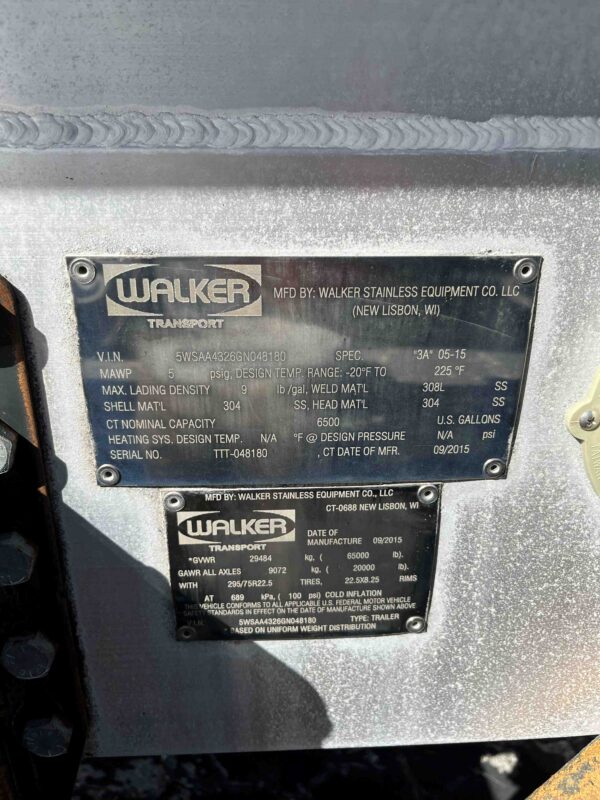 WALKER
TRANSPORT
MFD BY: WALKER STAINLESS EQUIPMENT CO. LLC
(NEW LISBON, WI)
V.I.N. 5WSAA4326GN048180 SPEC. "3A" 05-15
MAWP 5 psig, DESIGN TEMP. RANGE: -20°F TO 225 °F
MAX. LADING DENSITY 9 lb/gal, WELD MAT'L 308L SS
SHELL MAT'L 304 SS, HEAD MAT'L 304 SS
CT NOMINAL CAPACITY 6500 U.S. GALLONS
HEATING SYS. DESIGN TEMP. N/A °F @ DESIGN PRESSURE N/A psi
SERIAL NO. TTT-048180 , CT DATE OF MFR. 09/2015
MFD BY: WALKER STAINLESS EQUIPMENT CO., LLC
CT-0688 NEW LISBON, WI
WALKER
TRANSPORT
DATE OF
MANUFACTURE 09/2015
*GVWR 29484 kg, ( 65000 lb).
GAWR ALL AXLES 9072 kg, ( 20000 lb).
WITH 295/75R22.5 TIRES, 22.5X8.25 RIMS
AT 689 kPa, ( 100 psi) COLD INFLATION
THIS VEHICLE CONFORMS TO ALL APPLICABLE U.S. FEDERAL MOTOR VEHICLE
SAFETY STANDARDS IN EFFECT ON THE DATE OF MANUFACTURE SHOWN ABOVE
V.I.N. 5WSAA4326GN048180 TYPE: TRAILER
* BASED ON UNIFORM WEIGHT DISTRIBUTION